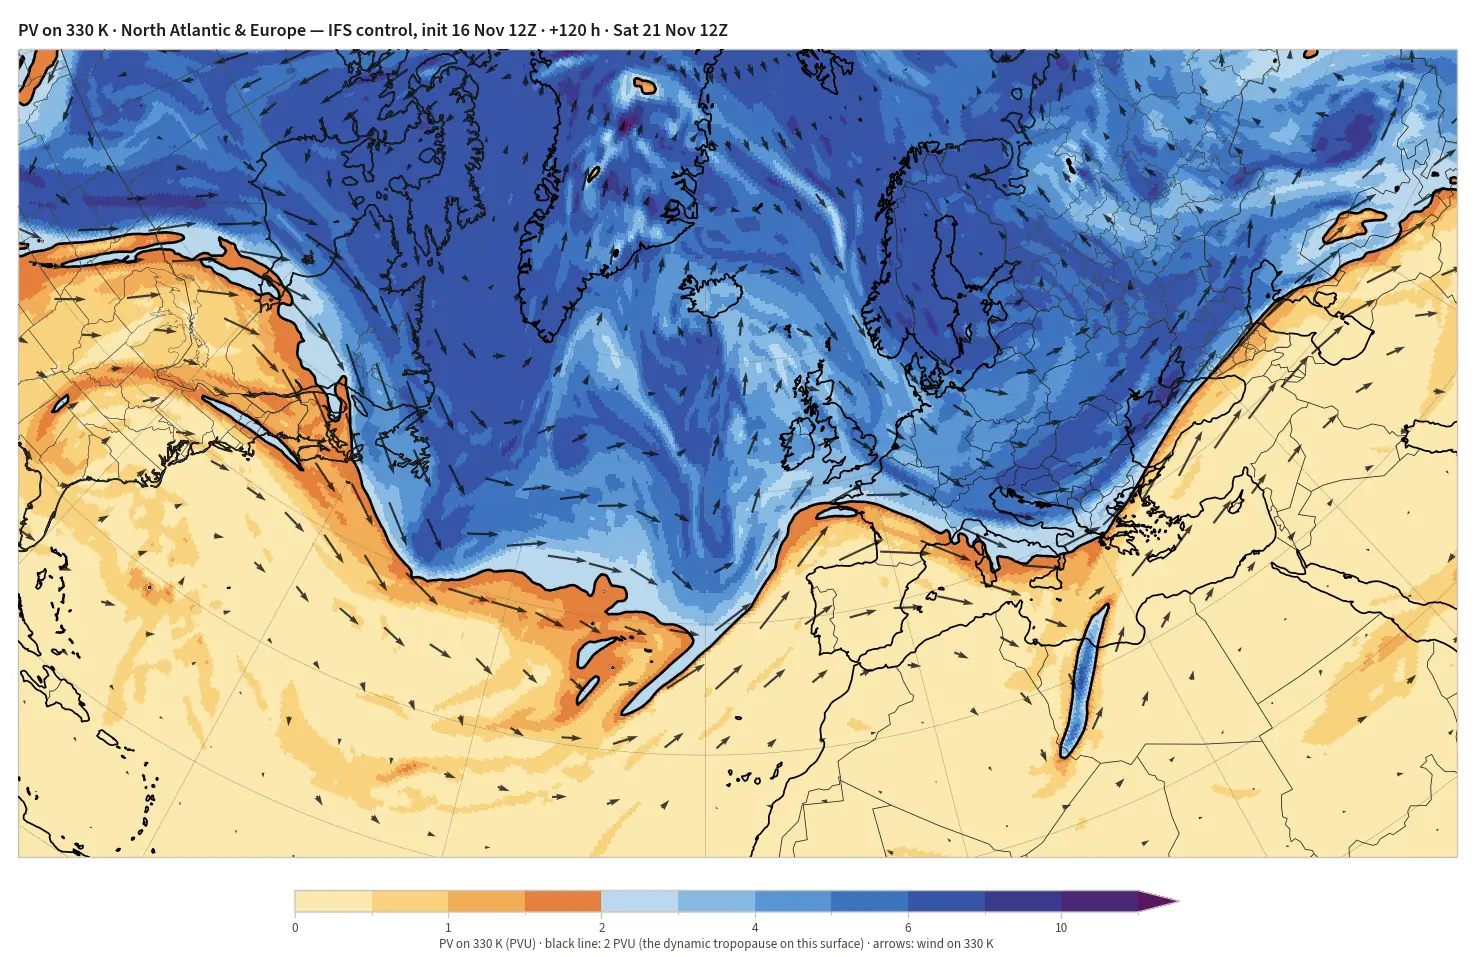 PV on 330 K · North Atlantic & Europe — IFS control, init 16 Nov 12Z · +120 h · Sat 21 Nov 12Z
0 1 2 4 6 10
PV on 330 K (PVU) · black line: 2 PVU (the dynamic tropopause on this surface) · arrows: wind on 330 K